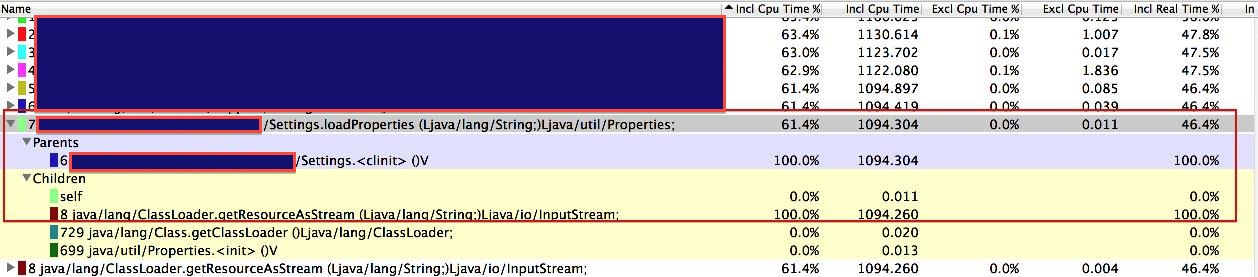 Name Incl Cpu Time % Incl Cpu Time Excl Cpu Time % Excl Cpu Time Incl Real Time % In
1 63.4% 0.0% 0.123
2 63.4% 1130.614 0.1% 1.007 47.8%
3 63.0% 1123.702 0.0% 0.017 47.5%
4 62.9% 1122.080 0.1% 1.836 47.5%
5 61.4% 1094.897 0.0% 0.085 46.4%
6 61.4% 1094.419 0.0% 0.039 46.4%
7 /Settings.loadProperties (Ljava/lang/String;)Ljava/util/Properties; 61.4% 1094.304 0.0% 0.011 46.4%
Parents
6 /Settings.<clinit> ()V 100.0% 1094.304 100.0%
Children
self 0.0% 0.011 0.0%
8 java/lang/ClassLoader.getResourceAsStream (Ljava/lang/String;)Ljava/io/InputStream; 100.0% 1094.260 100.0%
729 java/lang/Class.getClassLoader ()Ljava/lang/ClassLoader; 0.0% 0.020 0.0%
699 java/util/Properties.<init> ()V 0.0% 0.013 0.0%
8 java/lang/ClassLoader.getResourceAsStream (Ljava/lang/String;)Ljava/io/InputStream; 61.4% 1094.260 0.0% 0.004 46.4%